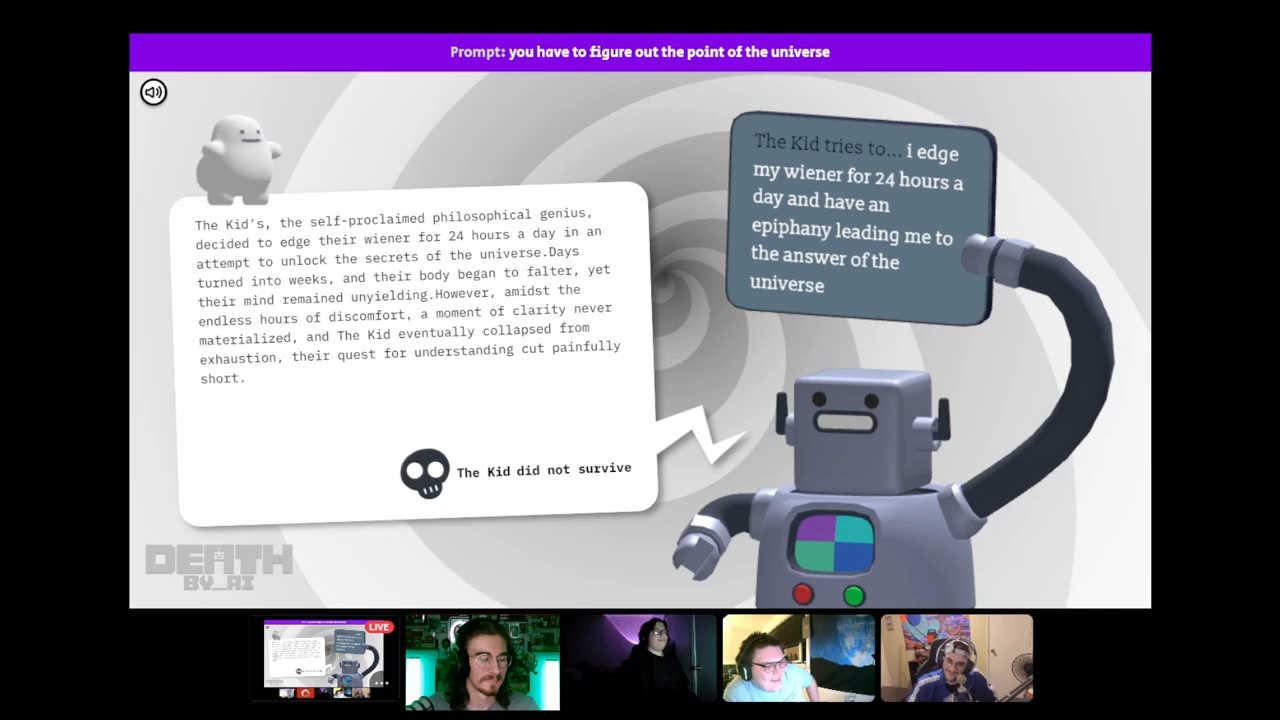 Prompt: you have to figure out the point of the universe
The Kid tries to... i edge
my wiener for 24 hours a
day and have an
epiphany leading me to
the answer of the
universe
The Kid's, the self-proclaimed philosophical genius,
decided to edge their wiener for 24 hours a day in an
attempt to unlock the secrets of the universe.Days
turned into weeks, and their body began to falter, yet
their mind remained unyielding.However, amidst the
endless hours of discomfort, a moment of clarity never
materialized, and The Kid eventually collapsed from
exhaustion, their quest for understanding cut painfully
short.
The Kid did not survive
DEATH
BY_AI
LIVE